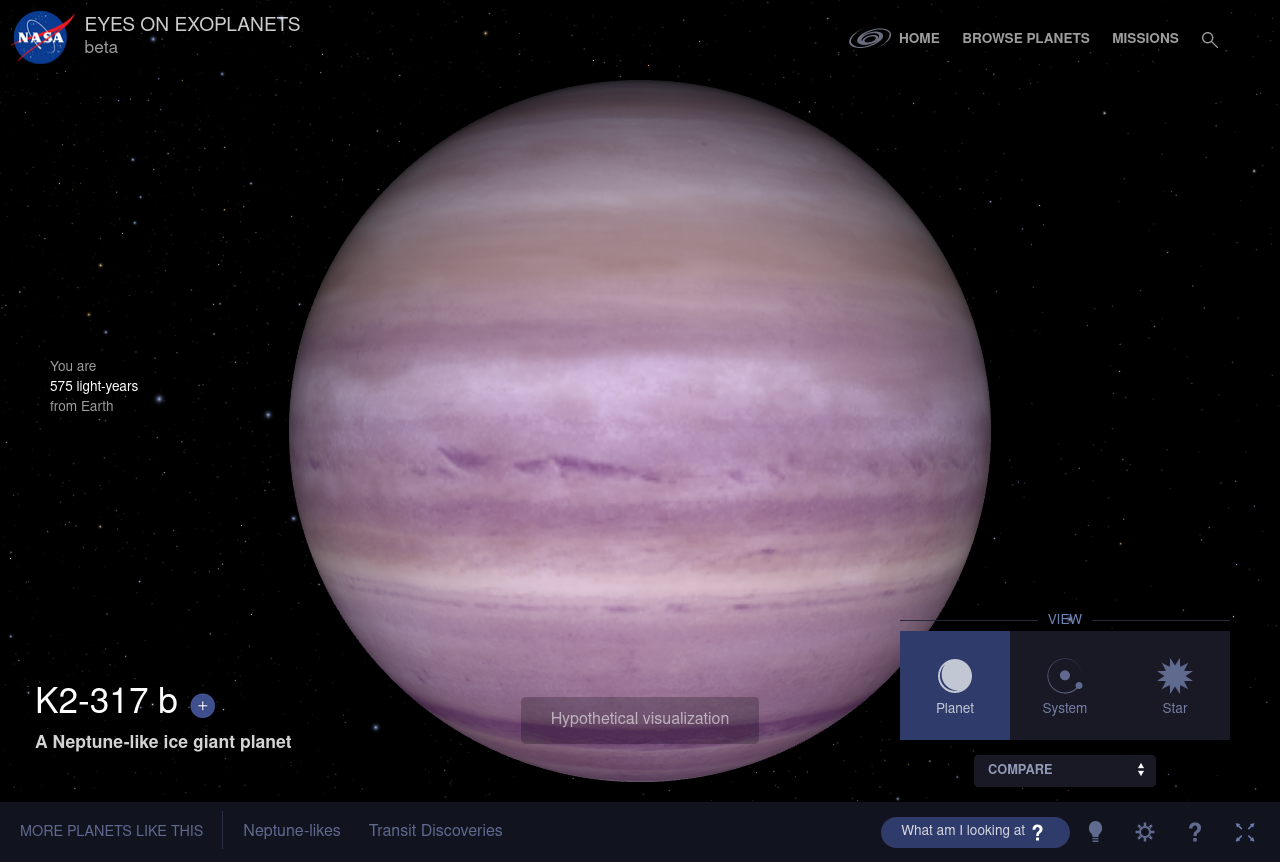 NASA
EYES ON EXOPLANETS
beta
HOME
BROWSE PLANETS
MISSIONS
You are
575 light-years
from Earth
VIEW
Planet
System
Star
K2-317 b +
A Neptune-like ice giant planet
Hypothetical visualization
COMPARE
MORE PLANETS LIKE THIS
Neptune-likes
Transit Discoveries
What am I looking at ?
?